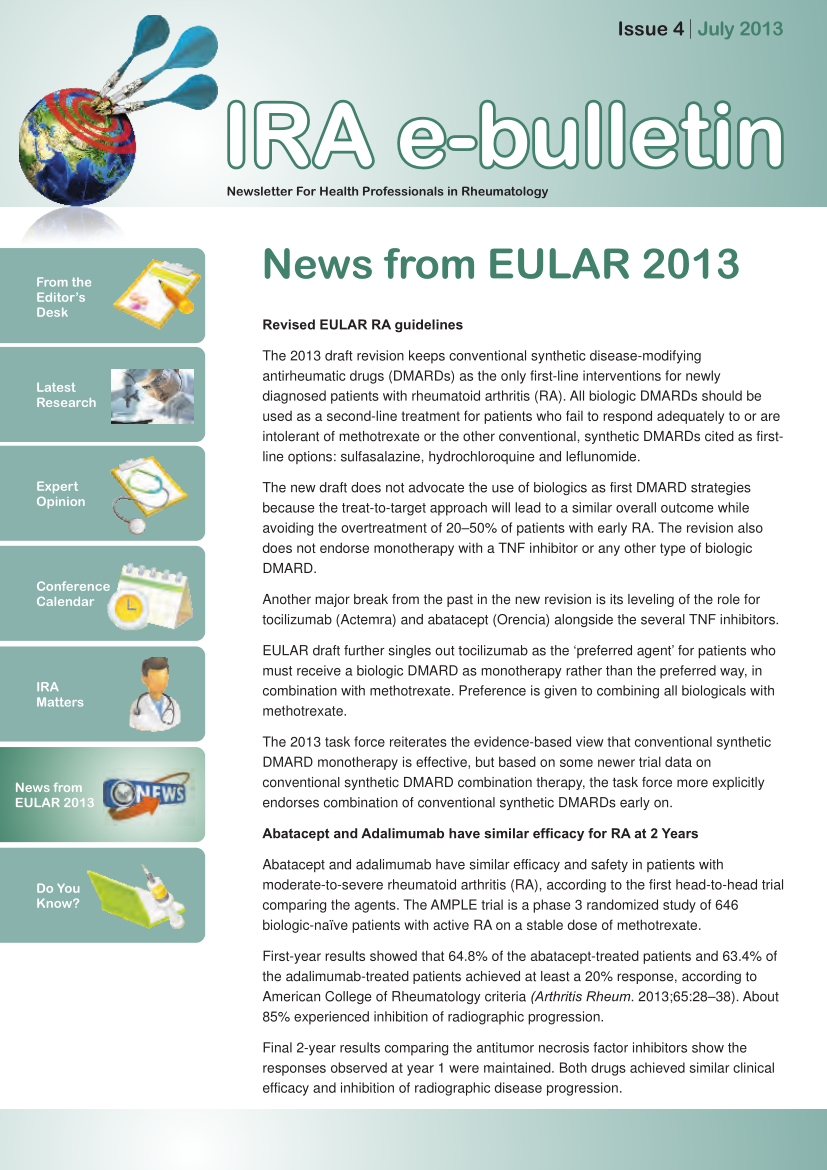 Issue 4 | July 2013
IRA e-bulletin
Newsletter For Health Professionals in Rheumatology
From the
Editor's
Desk
Latest
Research
Expert
Opinion
Conference
Calendar
IRA
Matters
News from
EULAR 2013
NEWS
Do You
Know?
News from EULAR 2013
Revised EULAR RA guidelines
The 2013 draft revision keeps conventional synthetic disease-modifying
antirheumatic drugs (DMARDs) as the only first-line interventions for newly
diagnosed patients with rheumatoid arthritis (RA). All biologic DMARDs should be
used as a second-line treatment for patients who fail to respond adequately to or are
intolerant of methotrexate or the other conventional, synthetic DMARDs cited as first-
line options: sulfasalazine, hydrochloroquine and leflunomide.
The new draft does not advocate the use of biologics as first DMARD strategies
because the treat-to-target approach will lead to a similar overall outcome while
avoiding the overtreatment of 20–50% of patients with early RA. The revision also
does not endorse monotherapy with a TNF inhibitor or any other type of biologic
DMARD.
Another major break from the past in the new revision is its leveling of the role for
tocilizumab (Actemra) and abatacept (Orencia) alongside the several TNF inhibitors.
EULAR draft further singles out tocilizumab as the ‘preferred agent’ for patients who
must receive a biologic DMARD as monotherapy rather than the preferred way, in
combination with methotrexate. Preference is given to combining all biologicals with
methotrexate.
The 2013 task force reiterates the evidence-based view that conventional synthetic
DMARD monotherapy is effective, but based on some newer trial data on
conventional synthetic DMARD combination therapy, the task force more explicitly
endorses combination of conventional synthetic DMARDs early on.
Abatacept and Adalimumab have similar efficacy for RA at 2 Years
Abatacept and adalimumab have similar efficacy and safety in patients with
moderate-to-severe rheumatoid arthritis (RA), according to the first head-to-head trial
comparing the agents. The AMPLE trial is a phase 3 randomized study of 646
biologic-naïve patients with active RA on a stable dose of methotrexate.
First-year results showed that 64.8% of the abatacept-treated patients and 63.4% of
the adalimumab-treated patients achieved at least a 20% response, according to
American College of Rheumatology criteria (Arthritis Rheum. 2013;65:28–38). About
85% experienced inhibition of radiographic progression.
Final 2-year results comparing the antitumor necrosis factor inhibitors show the
responses observed at year 1 were maintained. Both drugs achieved similar clinical
efficacy and inhibition of radiographic disease progression.